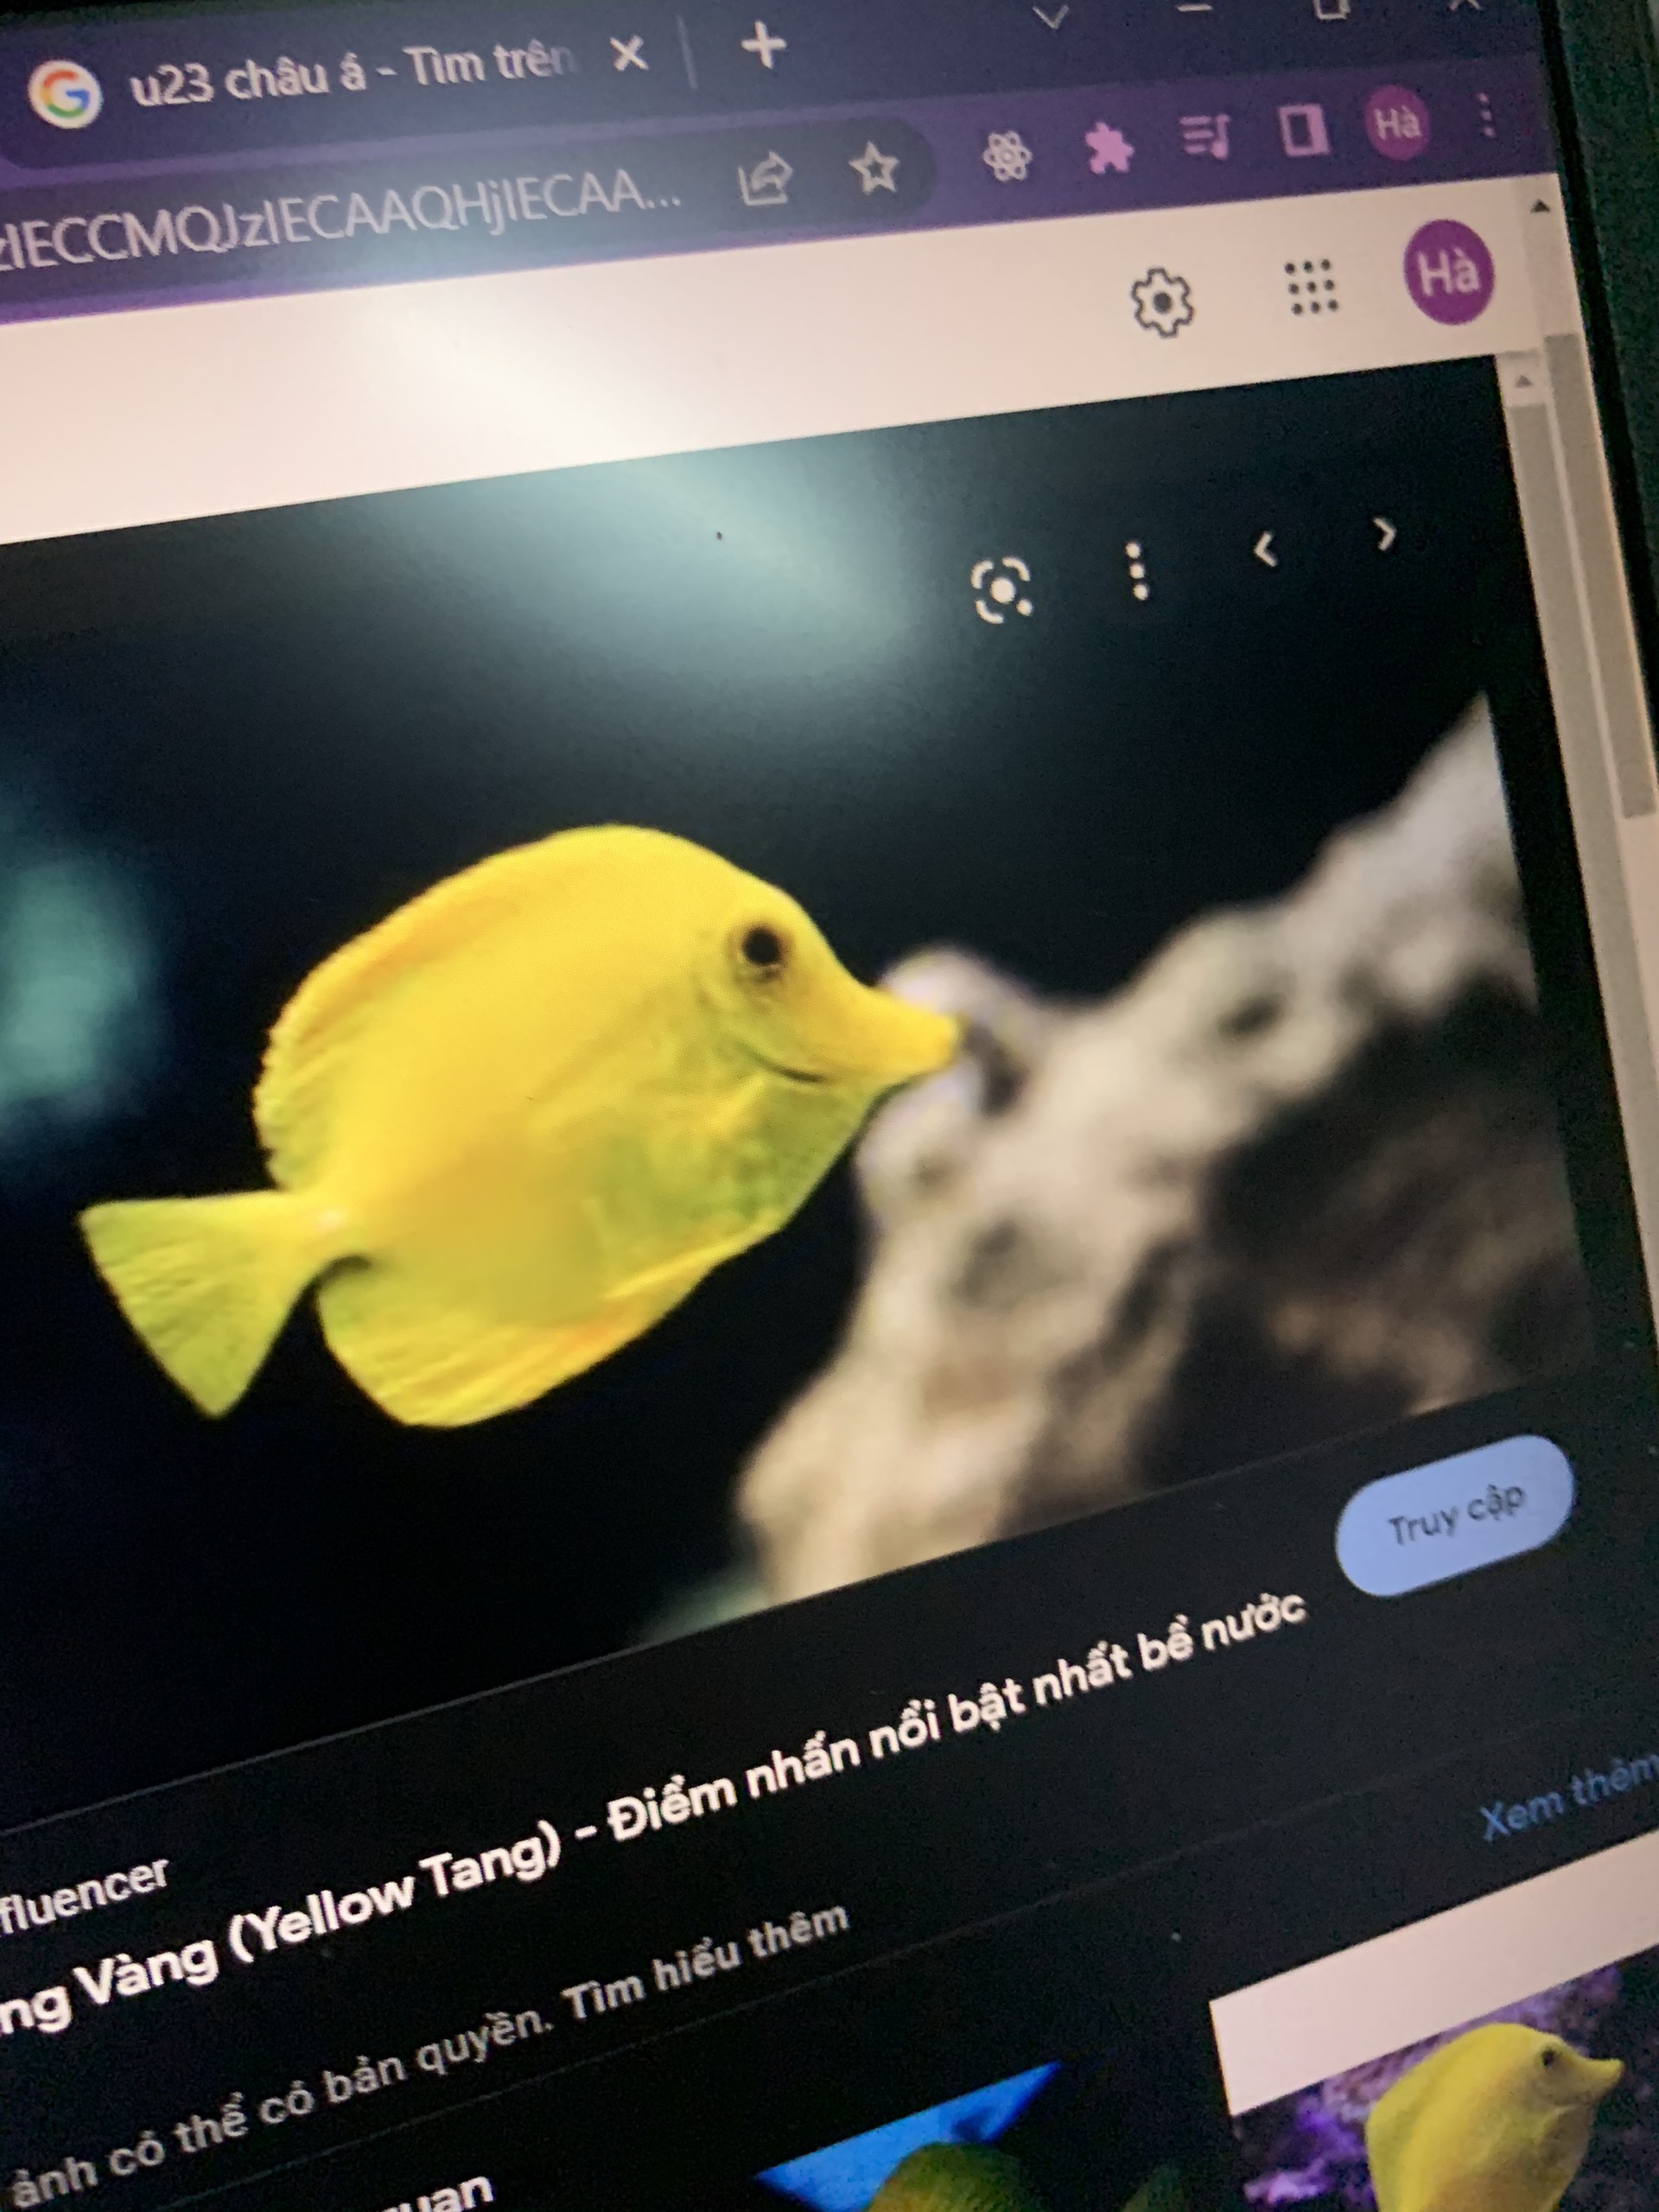 u23 châu á - Tìm trên
zIECCMQJzIECAAQHjIECAA...
Hà
Hà
Truy cập
fluencer
ng Vàng (Yellow Tang) - Điểm nhấn nổi bật nhất bể nước
ảnh có thể có bản quyền. Tìm hiểu thêm
Xem thêm
quan